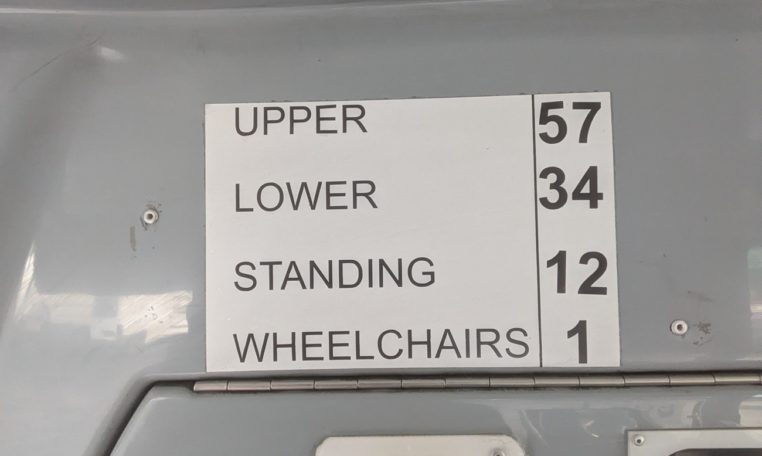 UPPER 57
LOWER 34
STANDING 12
WHEELCHAIRS 1